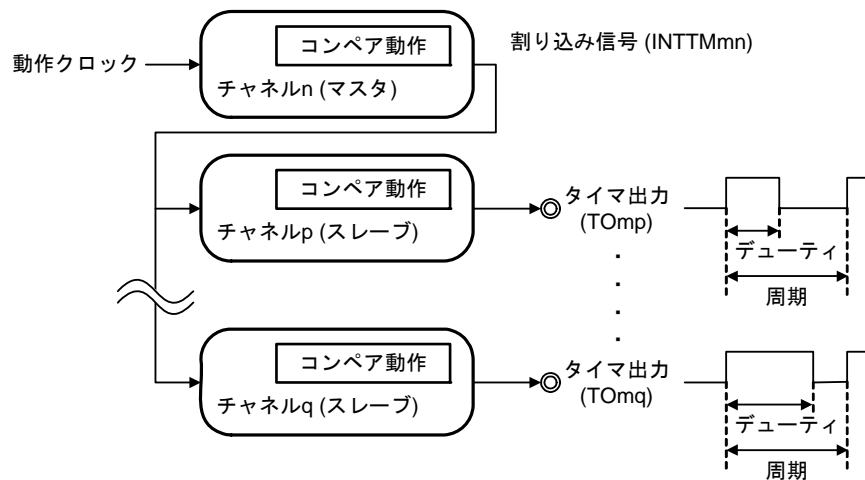 コンペア動作
割り込み信号 (INTTMmn)
動作クロック
チャネルn (マスタ)
コンペア動作
チャネルp (スレーブ)
タイマ出力
(TOmp)
デューティ
周期
・
・
・
・
コンペア動作
チャネルq (スレーブ)
タイマ出力
(TOmq)
デューティ
周期